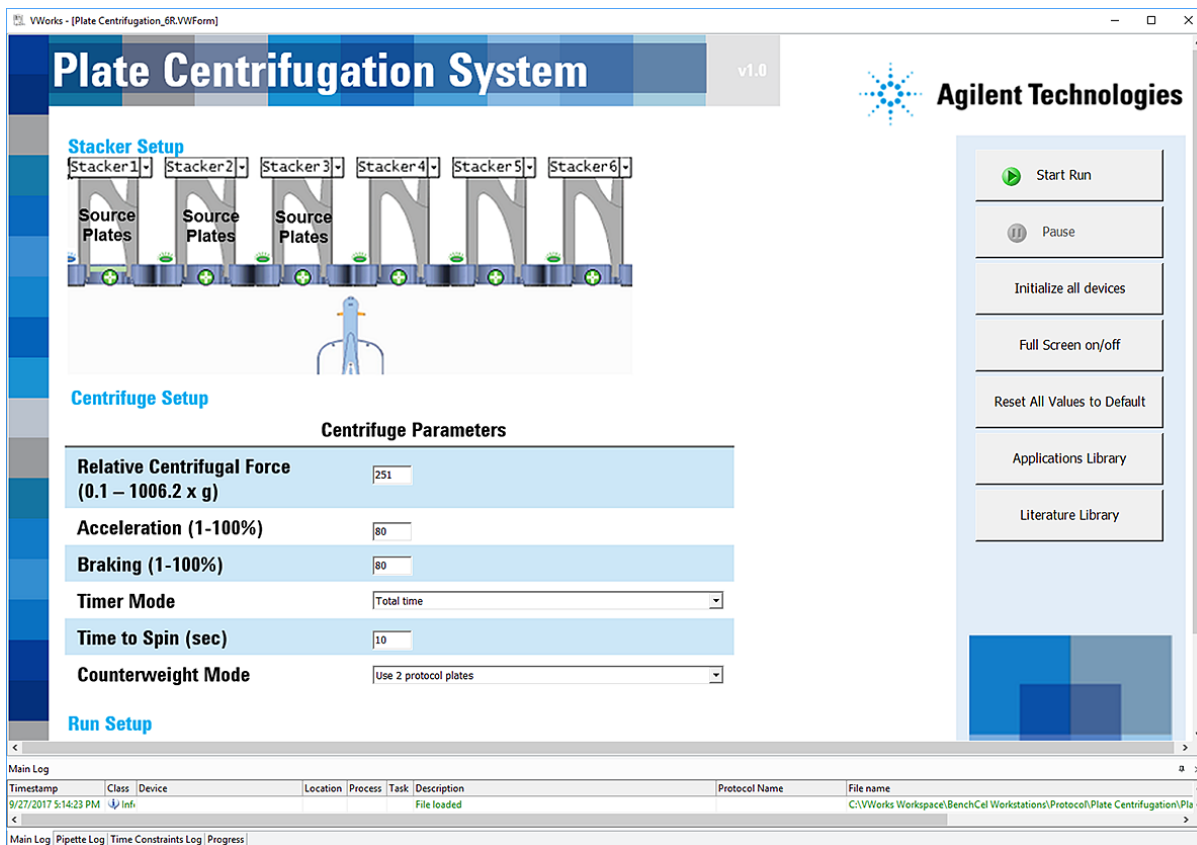 VWorks - [Plate Centrifugation_6R.VWForm]
Plate Centrifugation System
v1.0
Agilent Technologies
Stacker Setup
Stacker1 Stacker2 Stacker3 Stacker4 Stacker5 Stacker6
Source Plates
Source Plates
Source Plates
Centrifuge Setup
Centrifuge Parameters
Relative Centrifugal Force
(0.1 – 1006.2 x g)
251
Acceleration (1-100%)
80
Braking (1-100%)
80
Timer Mode
Total time
Time to Spin (sec)
10
Counterweight Mode
Use 2 protocol plates
Run Setup
Start Run
Pause
Initialize all devices
Full Screen on/off
Reset All Values to Default
Applications Library
Literature Library
Main Log
Timestamp Class Device Location Process Task Description Protocol Name File name
9/27/2017 5:14:23 PM Inf File loaded C:\VWorks Workspace\BenchCel Workstations\Protocol\Plate Centrifugation\Pla
Main Log Pipette Log Time Constraints Log Progress